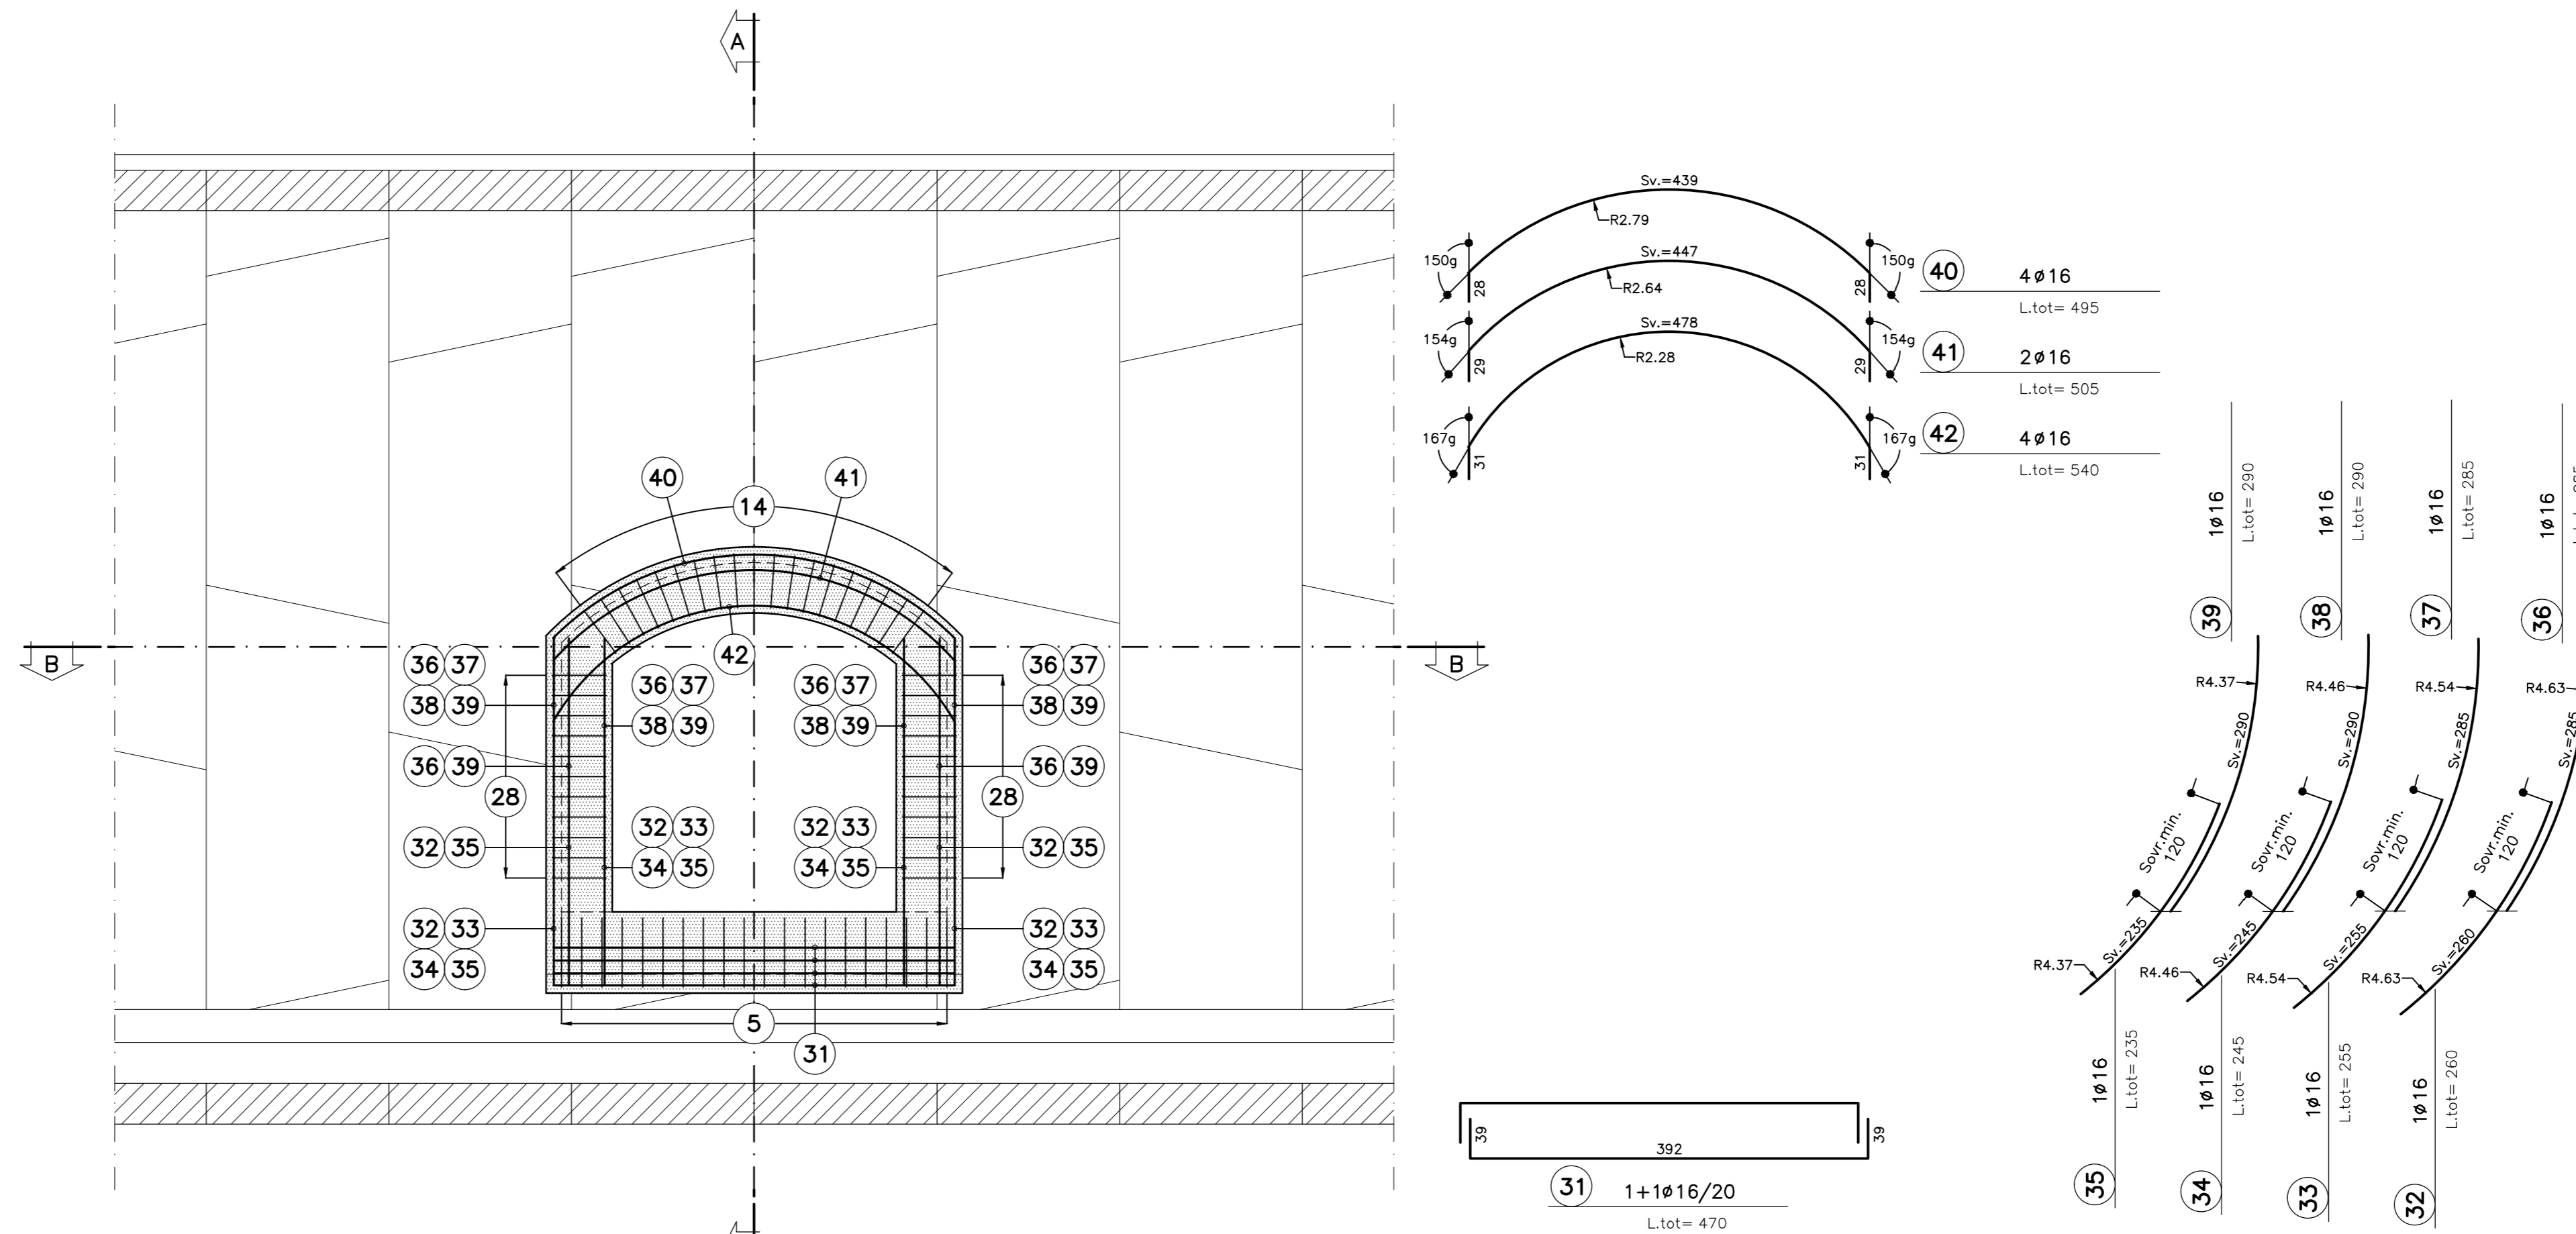 A
B
B
40
14
41
42
36 37
38 39
36 39
32 35
32 33
34 35
28
36 37
38 39
32 33
34 35
36 37
38 39
32 33
34 35
36 37
38 39
36 39
32 35
32 33
34 35
28
5
31
Sv.=439
R2.79
150g
28
150g
28
40
4ø16
L.tot= 495
Sv.=447
R2.64
154g
29
154g
29
41
2ø16
L.tot= 505
Sv.=478
R2.28
167g
31
167g
31
42
4ø16
L.tot= 540
39
1ø16
L.tot= 290
38
1ø16
L.tot= 290
37
1ø16
L.tot= 285
36
1ø16
R4.37
Sv.=290
R4.46
Sv.=290
R4.54
Sv.=285
R4.63
Sv.=285
Sovr.min.
120
Sovr.min.
120
Sovr.min.
120
Sovr.min.
120
Sv.=235
R4.37
Sv.=245
R4.46
Sv.=255
R4.54
Sv.=260
R4.63
35
1ø16
L.tot= 235
34
1ø16
L.tot= 245
33
1ø16
L.tot= 255
32
1ø16
L.tot= 260
39
392
39
31
1+1ø16/20
L.tot= 470